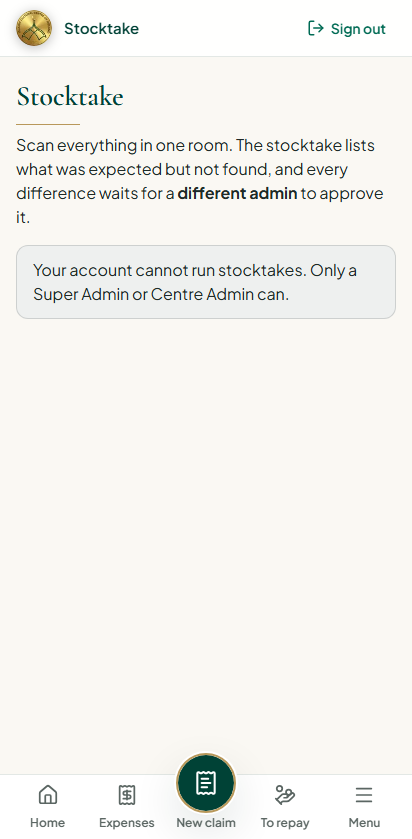 Stocktake
Sign out
Stocktake
Scan everything in one room. The stocktake lists
what was expected but not found, and every
difference waits for a different admin to approve
it.
Your account cannot run stocktakes. Only a
Super Admin or Centre Admin can.
Home
Expenses
New claim
To repay
Menu